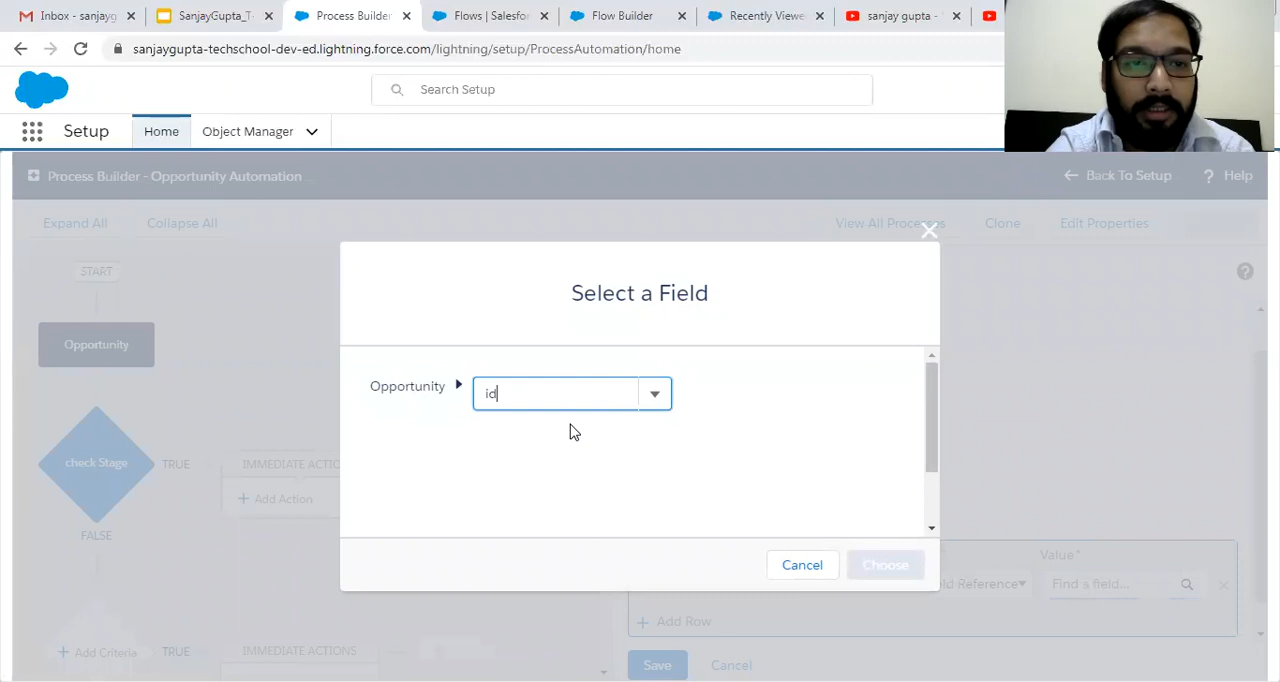 Inbox - sanjayg
SanjayGupta_T
Process Builder
Flows | Salesfor
Flow Builder
Recently Viewe
sanjay gupta -
sanjaygupta-techschool-dev-ed.lightning.force.com/lightning/setup/ProcessAutomation/home
Search Setup
Setup
Home
Object Manager
Process Builder - Opportunity Automation
Back To Setup
? Help
Expand All
Collapse All
View All Processes
Clone
Edit Properties
START
Opportunity
check Stage
TRUE
IMMEDIATE ACTIO
+ Add Action
FALSE
+ Add Criteria
TRUE
IMMEDIATE ACTIONS
Select a Field
Opportunity
id
Cancel
Choose
Value*
eld Reference
Find a field...
+ Add Row
Save
Cancel